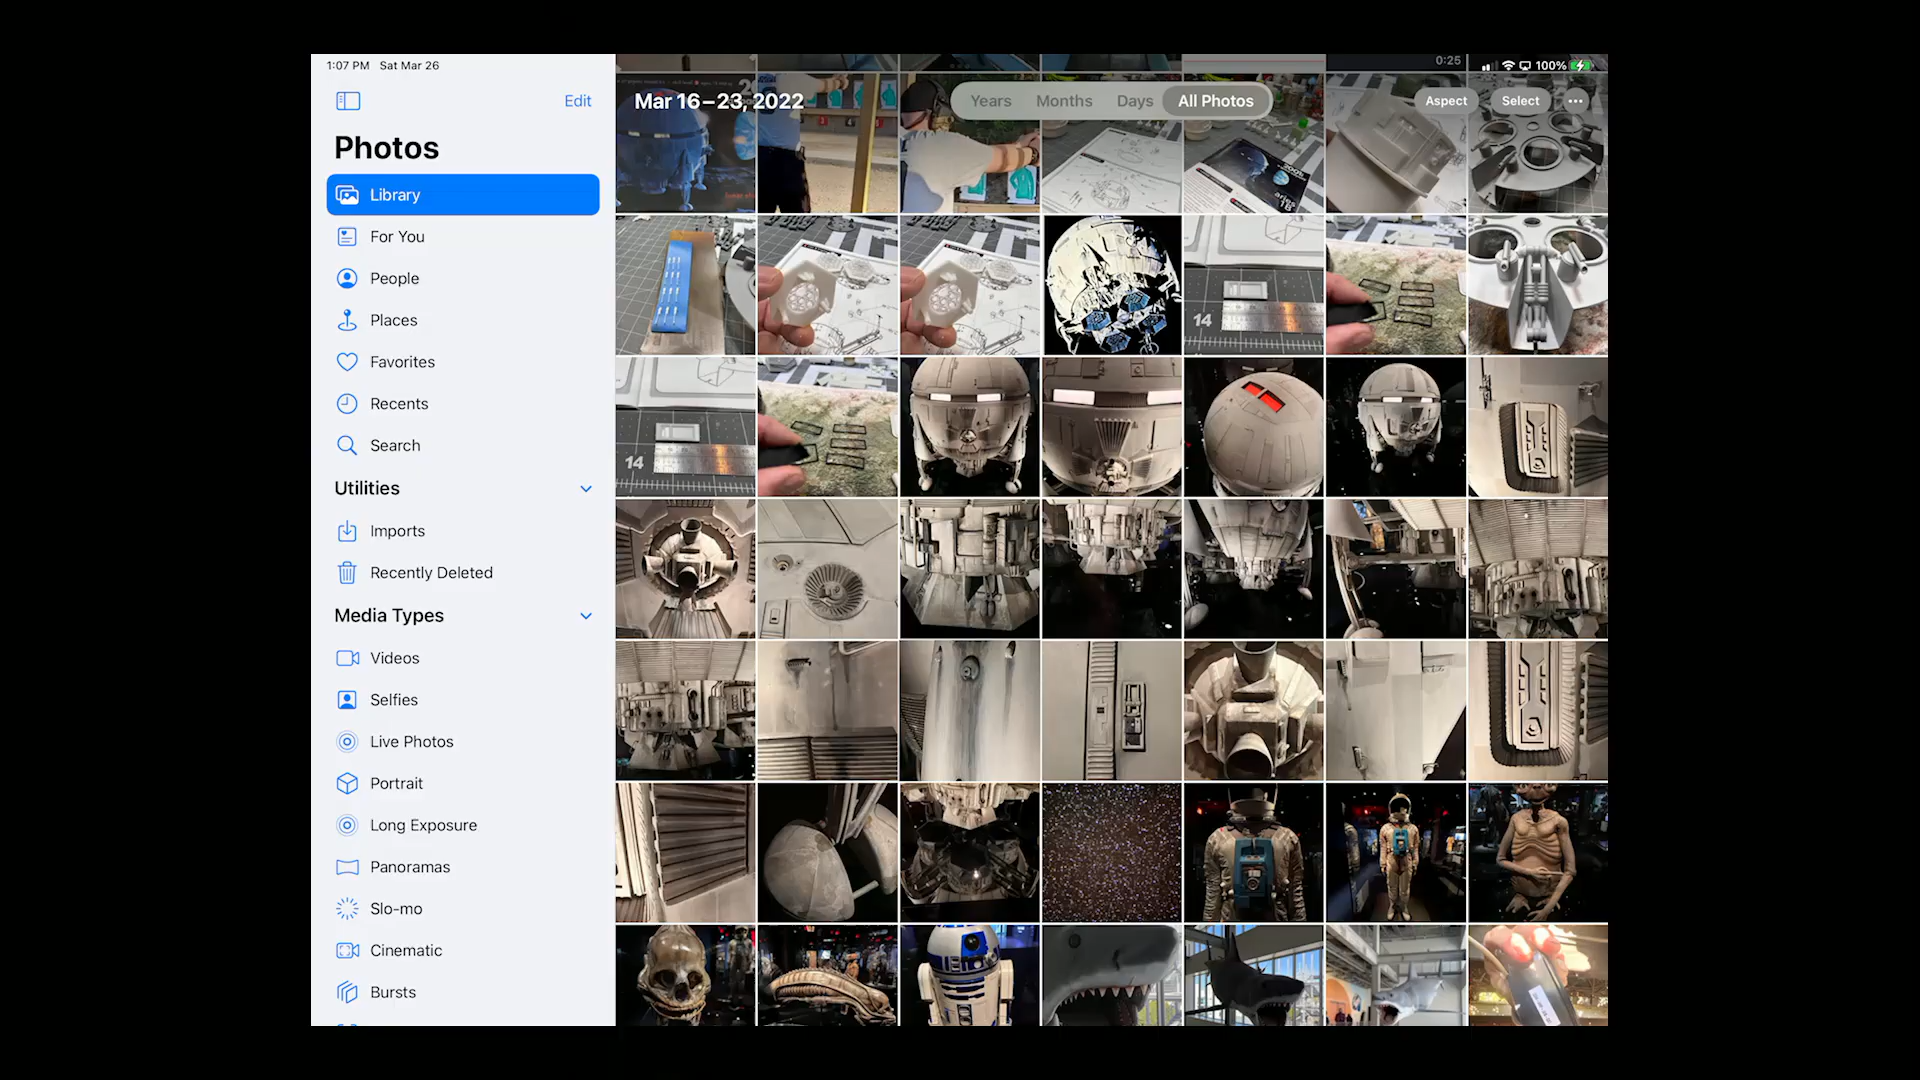 1:07 PM Sat Mar 26
0:25
100%
Edit
Mar 16–23, 2022
Years
Months
Days
All Photos
Aspect
Select
Photos
Library
For You
People
Places
Favorites
Recents
Search
Utilities
Imports
Recently Deleted
Media Types
Videos
Selfies
Live Photos
Portrait
Long Exposure
Panoramas
Slo-mo
Cinematic
Bursts
14
14